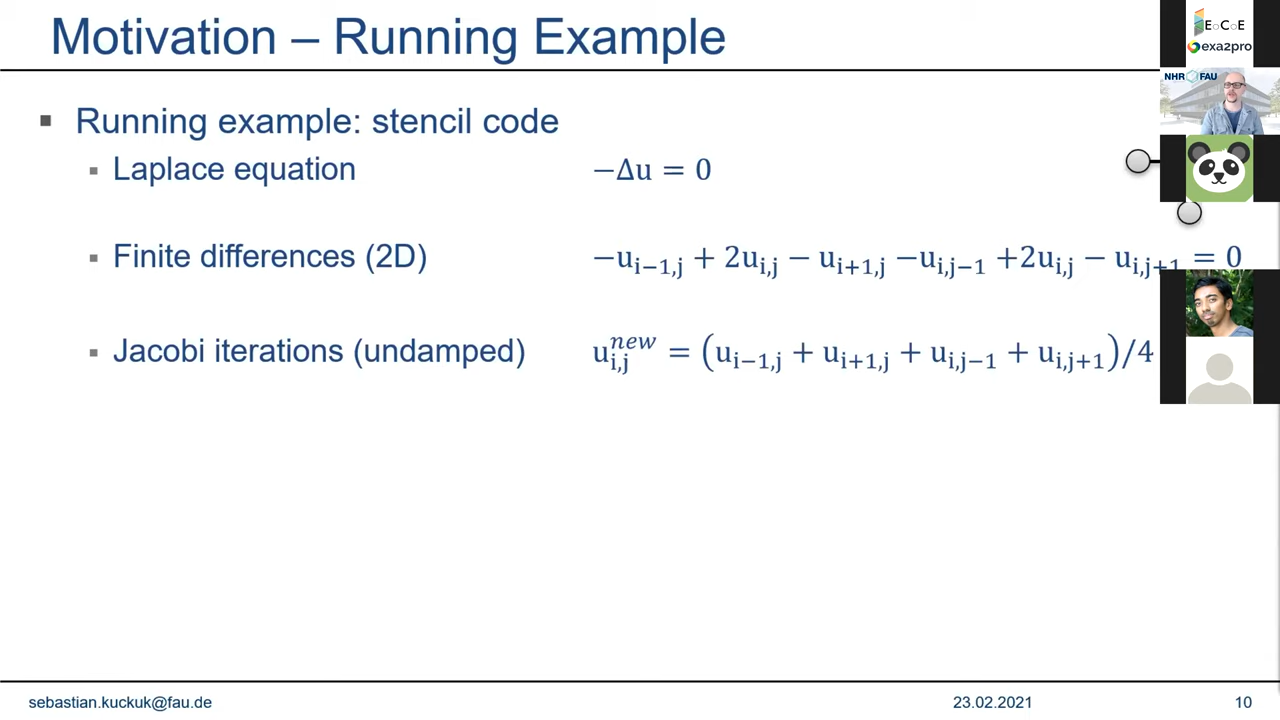 Motivation – Running Example
EoCoE
exa2pro
NHR FAU
▪ Running example: stencil code
▪ Laplace equation −Δu = 0
▪ Finite differences (2D) −u_{i−1,j} + 2u_{i,j} − u_{i+1,j} −u_{i,j−1} +2u_{i,j} − u_{i,j+1} = 0
▪ Jacobi iterations (undamped) u_{i,j}^{new} = (u_{i−1,j} + u_{i+1,j} + u_{i,j−1} + u_{i,j+1})/4
sebastian.kuckuk@fau.de 23.02.2021 10